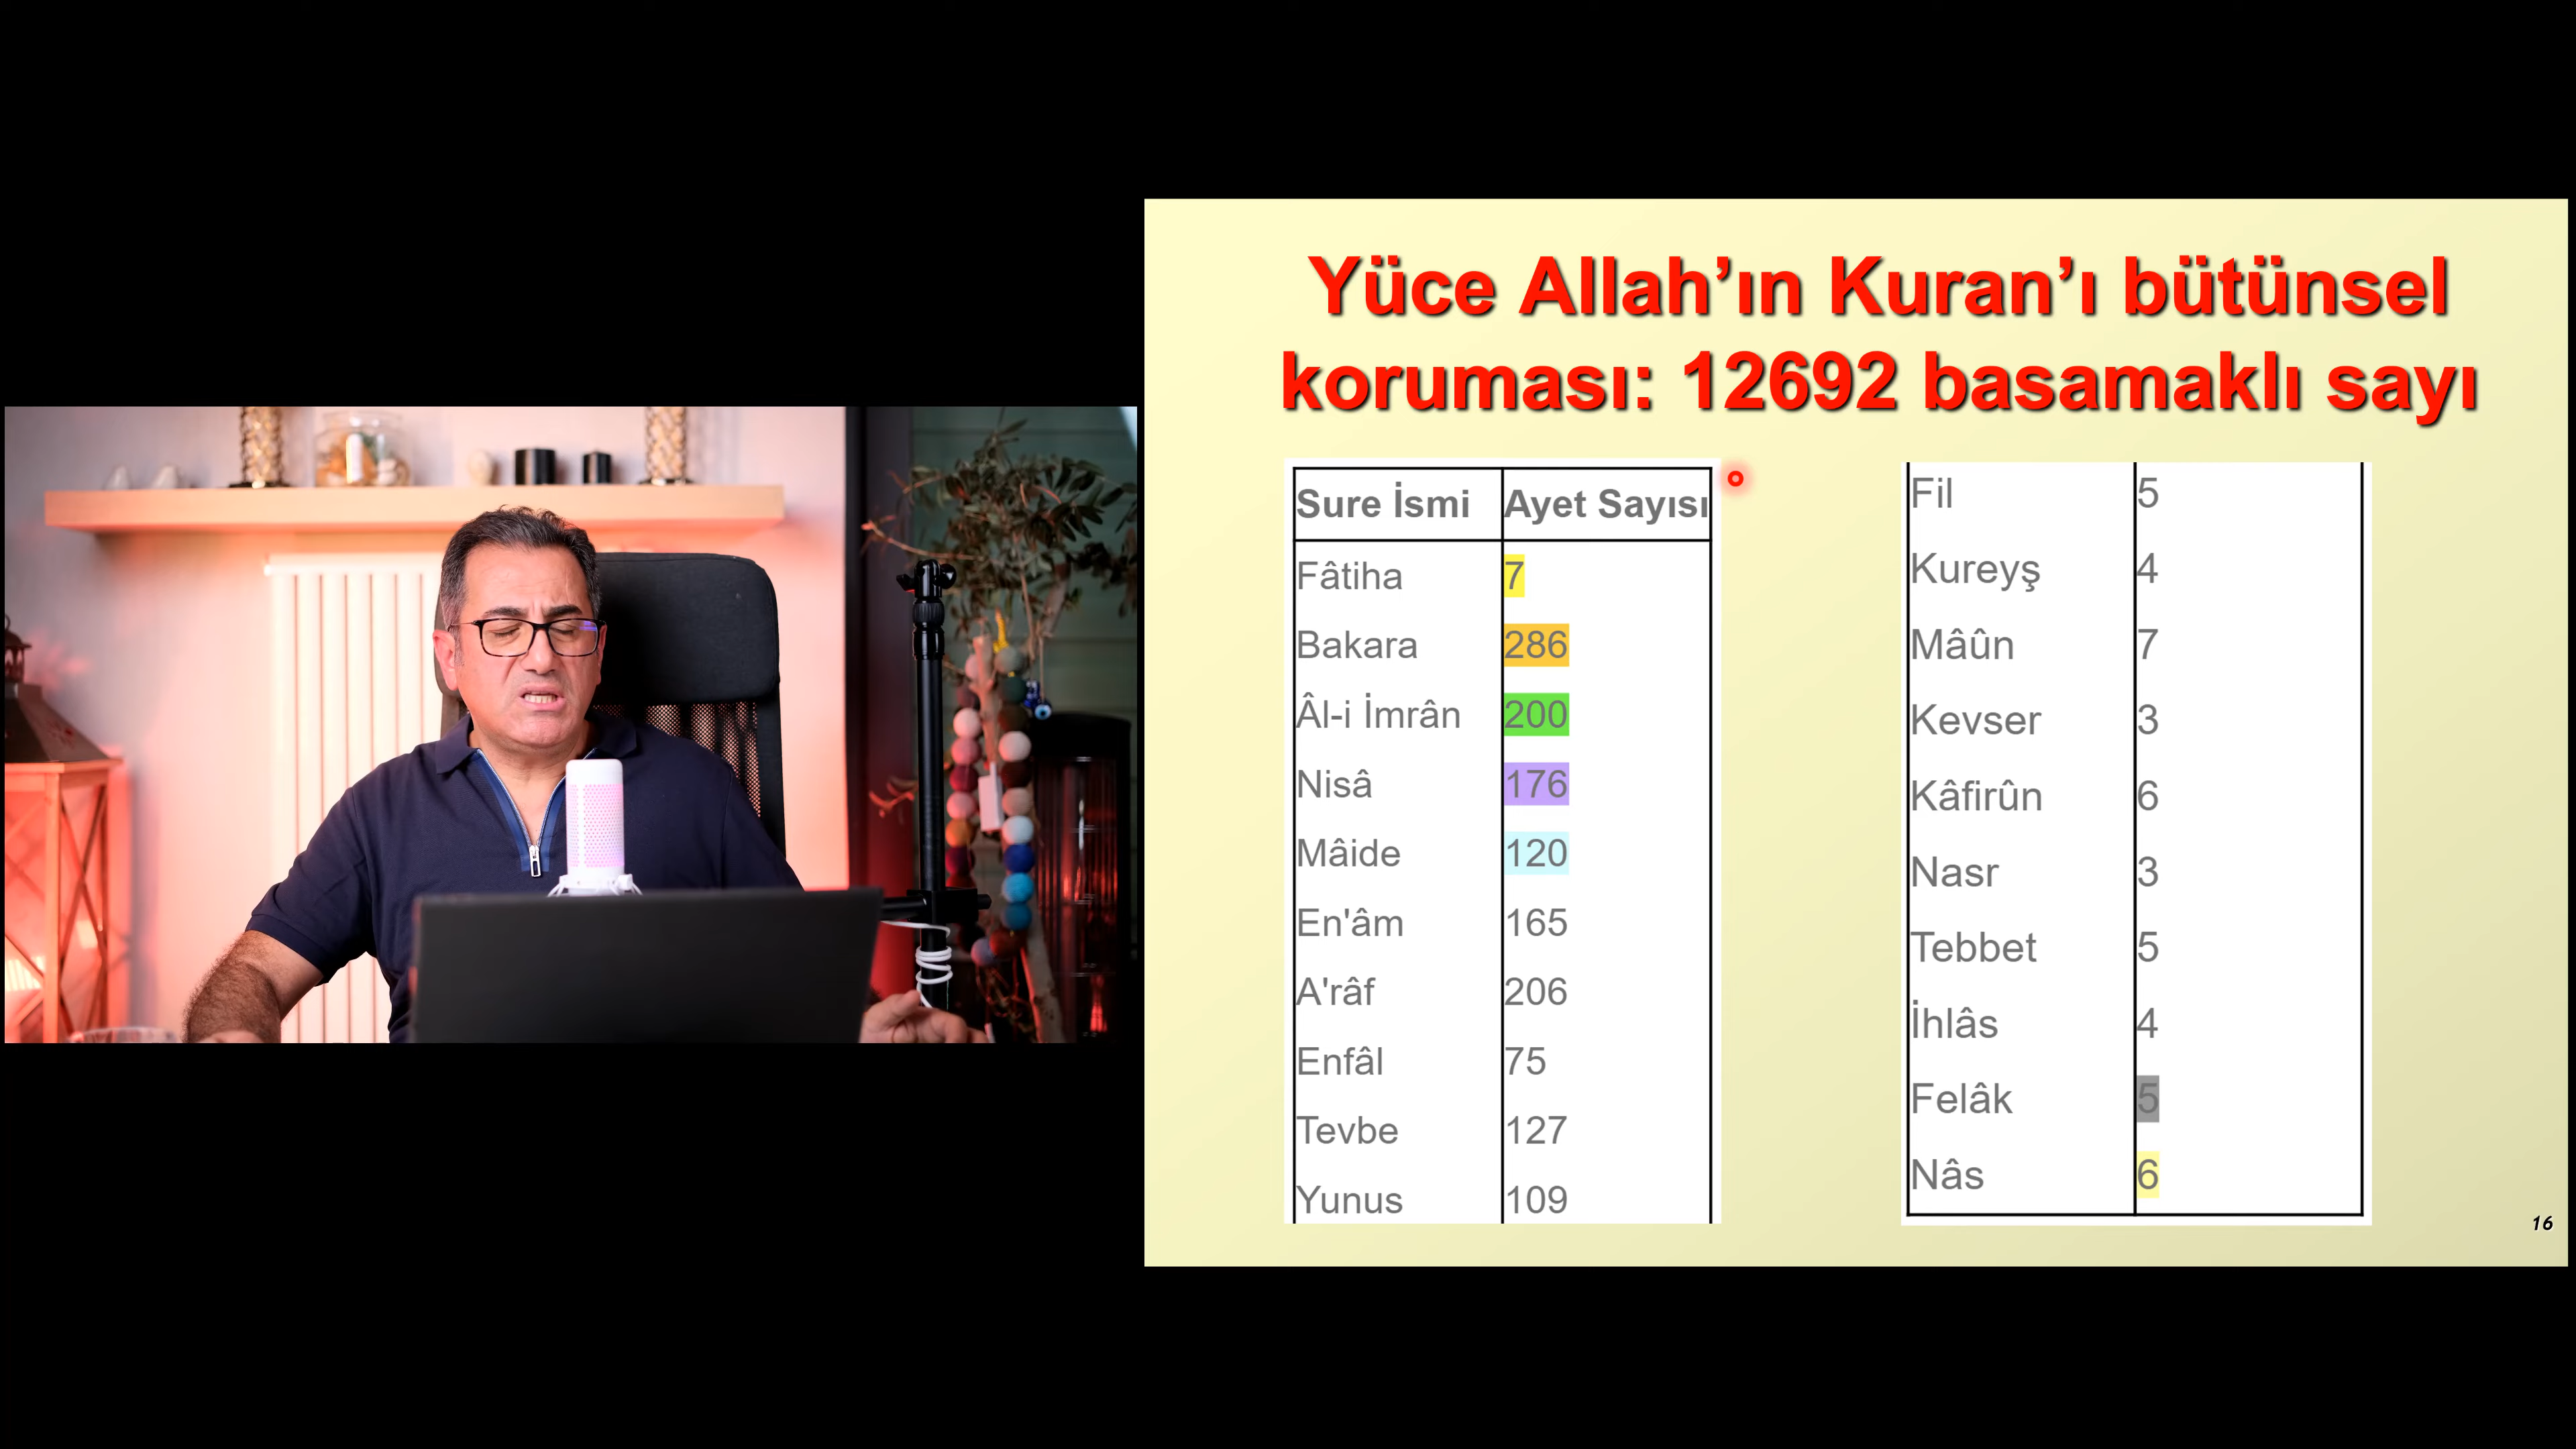 Yüce Allah’ın Kuran’ı bütünsel
koruması: 12692 basamaklı sayı
Sure İsmi Ayet Sayısı
Fâtiha 7
Bakara 286
Âl-i İmrân 200
Nisâ 176
Mâide 120
En'âm 165
A'râf 206
Enfâl 75
Tevbe 127
Yunus 109
Fil 5
Kureyş 4
Mâûn 7
Kevser 3
Kâfirûn 6
Nasr 3
Tebbet 5
İhlâs 4
Felâk 5
Nâs 6
16